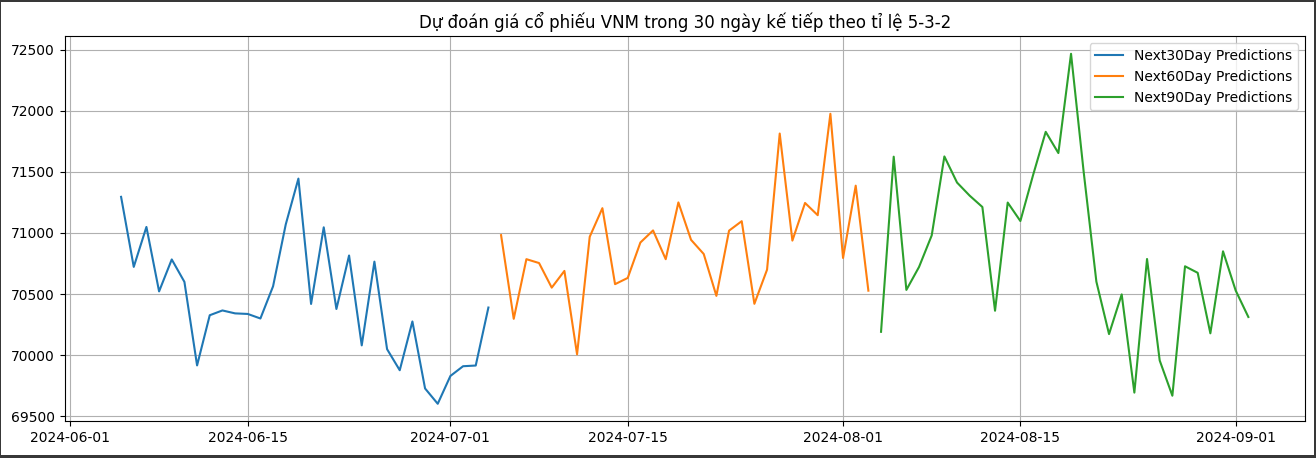 Dự đoán giá cổ phiếu VNM trong 30 ngày kế tiếp theo tỉ lệ 5-3-2
72500
72000
71500
71000
70500
70000
69500
Next30Day Predictions
Next60Day Predictions
Next90Day Predictions
2024-06-01 2024-06-15 2024-07-01 2024-07-15 2024-08-01 2024-08-15 2024-09-01